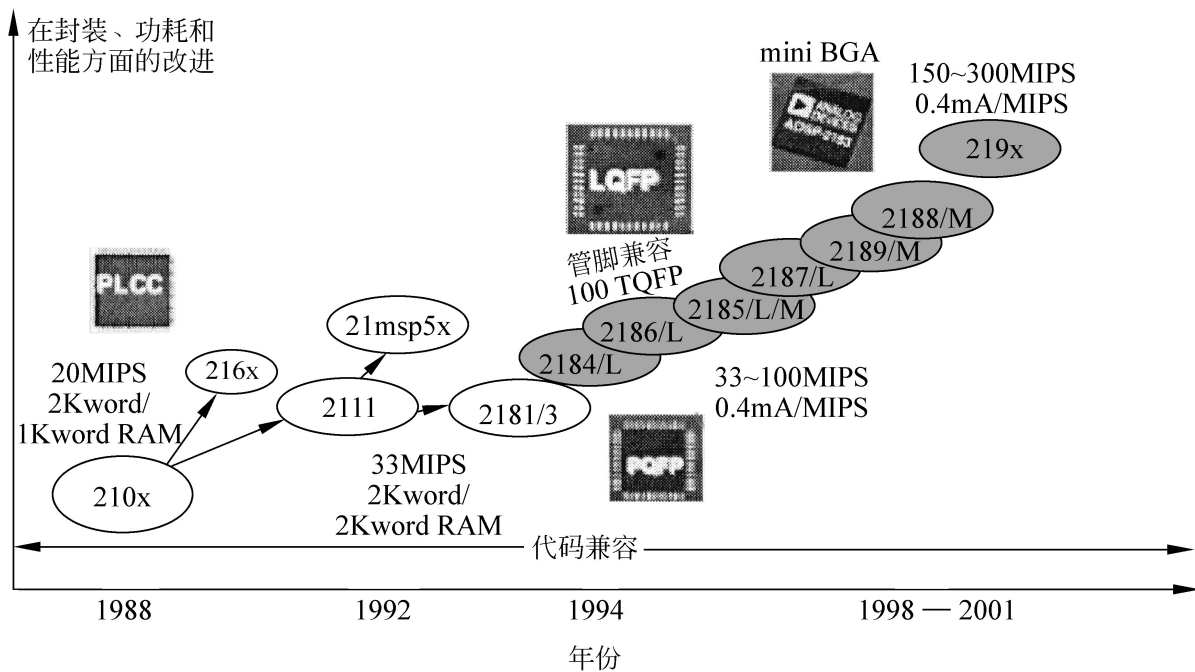 在封装、功耗和
性能方面的改进
mini BGA
150~300MIPS
0.4mA/MIPS
ANALOG
DEVICES
219x
LQFP
2188/M
2189/M
管脚兼容
100 TQFP
2187/L
PLCC
2185/L/M
21msp5x
2186/L
2184/L
20MIPS
2Kword/
1Kword RAM
216x
33~100MIPS
0.4mA/MIPS
2111
2181/3
PQFP
33MIPS
2Kword/
2Kword RAM
210x
代码兼容
1988
1992
1994
1998 — 2001
年份